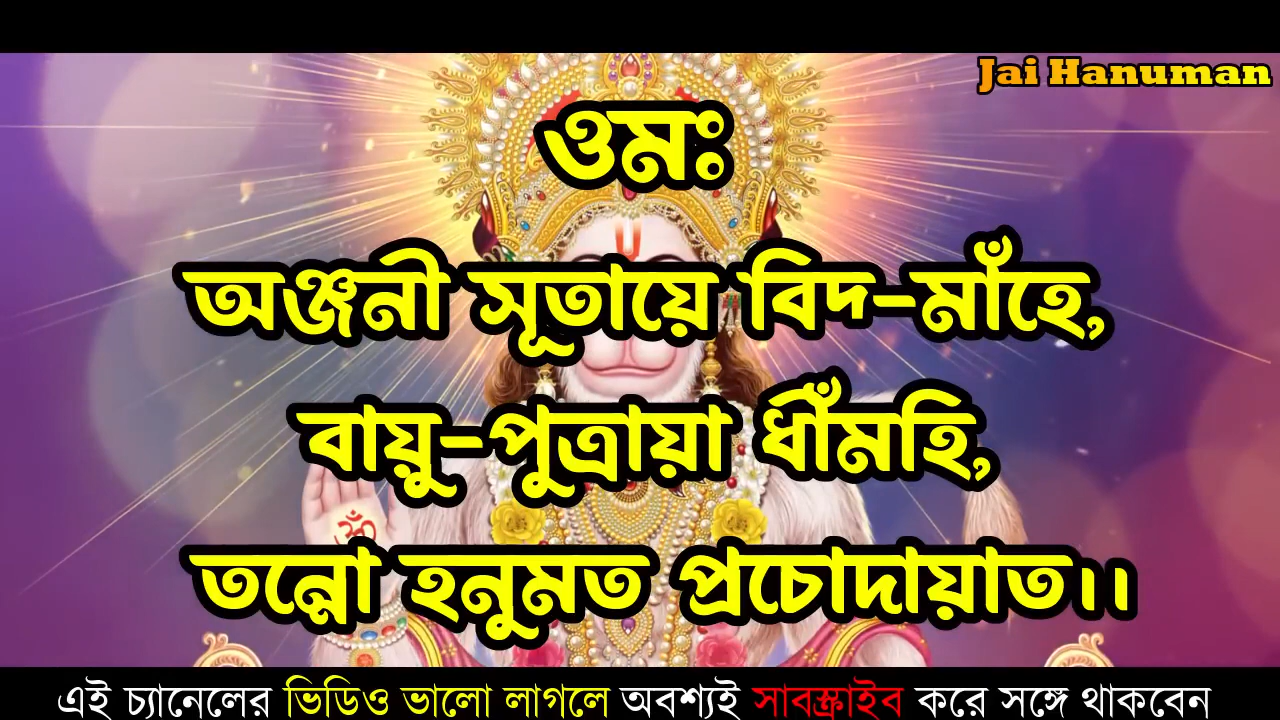 Jai Hanuman
ওমঃ
অঞ্জনী সূতায়ে বিদ-মাঁহে,
বায়ু-পুত্রায়া ধীঁমহি,
তন্নো হনুমত প্রচোদায়াত।।
ॐ
এই চ্যানেলের ভিডিও ভালো লাগলে অবশ্যই সাবস্ক্রাইব করে সঙ্গে থাকবেন